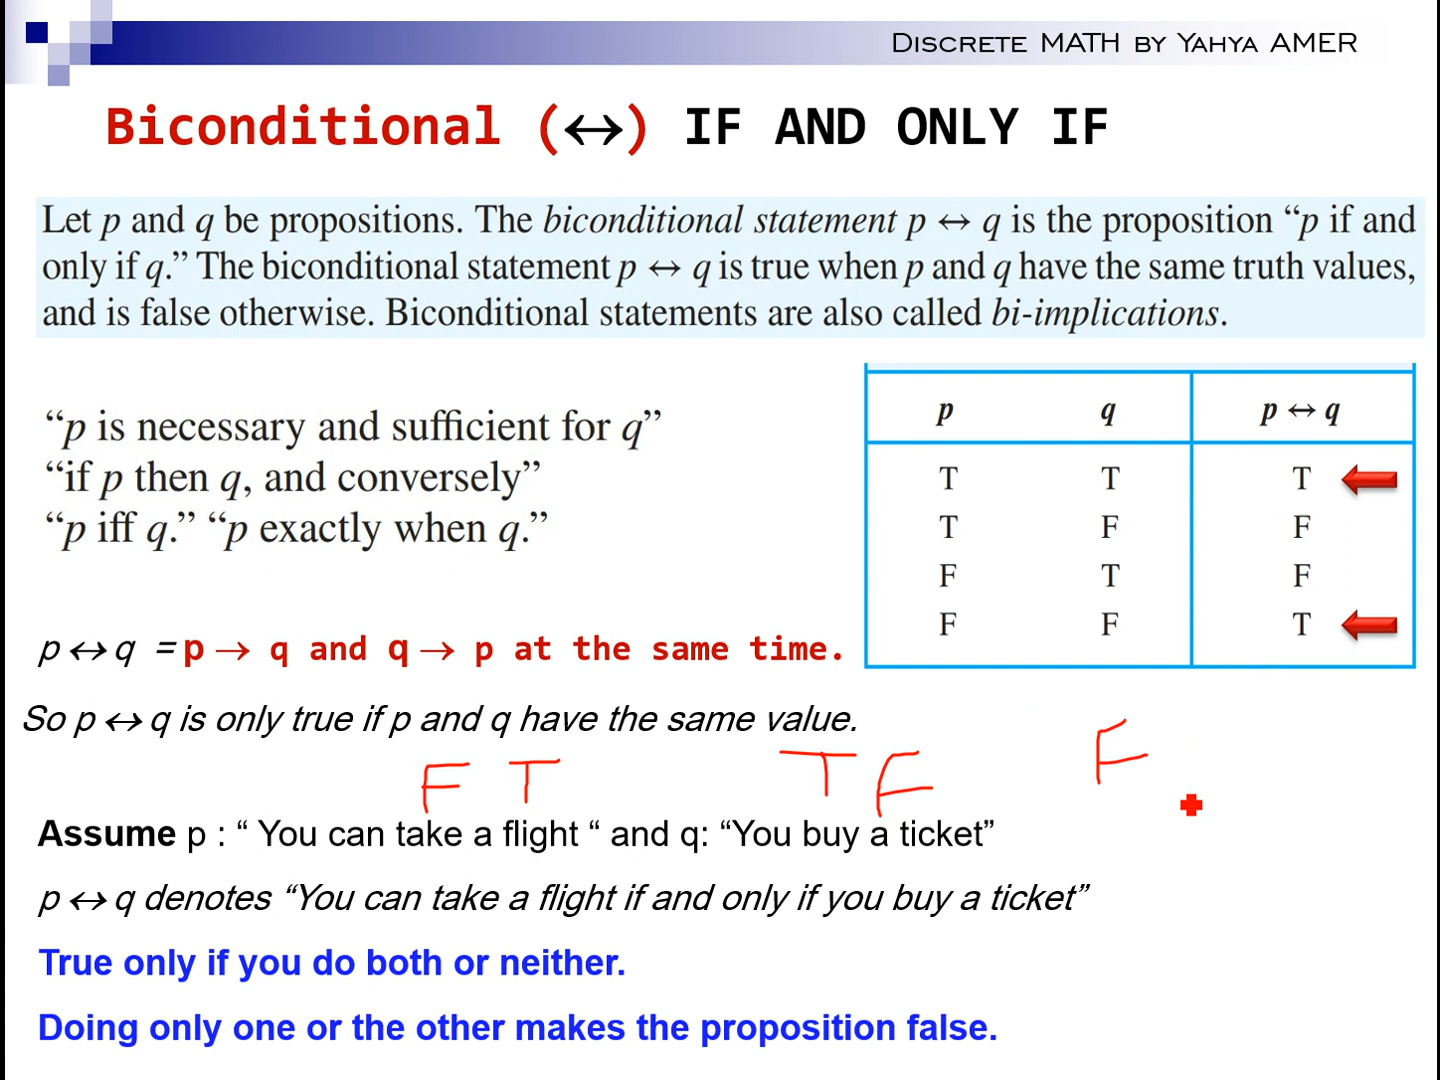 DISCRETE MATH BY YAHYA AMER
Biconditional (↔) IF AND ONLY IF
Let p and q be propositions. The biconditional statement p ↔ q is the proposition “p if and
only if q.” The biconditional statement p ↔ q is true when p and q have the same truth values,
and is false otherwise. Biconditional statements are also called bi-implications.
“p is necessary and sufficient for q”
“if p then q, and conversely”
“p iff q.” “p exactly when q.”
p q p ↔ q
T T T
T F F
F T F
F F T
p ↔ q = p → q and q → p at the same time.
So p ↔ q is only true if p and q have the same value.
F T T F F
Assume p : “ You can take a flight “ and q: “You buy a ticket”
p ↔ q denotes “You can take a flight if and only if you buy a ticket”
True only if you do both or neither.
Doing only one or the other makes the proposition false.